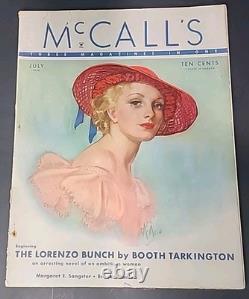 McCALL'S
THREE MAGAZINES IN ONE
JULY
TEN CENTS
Beginning
THE LORENZO BUNCH by BOOTH TARKINGTON
an arresting novel of an ambitious woman
Margaret E. Sangster